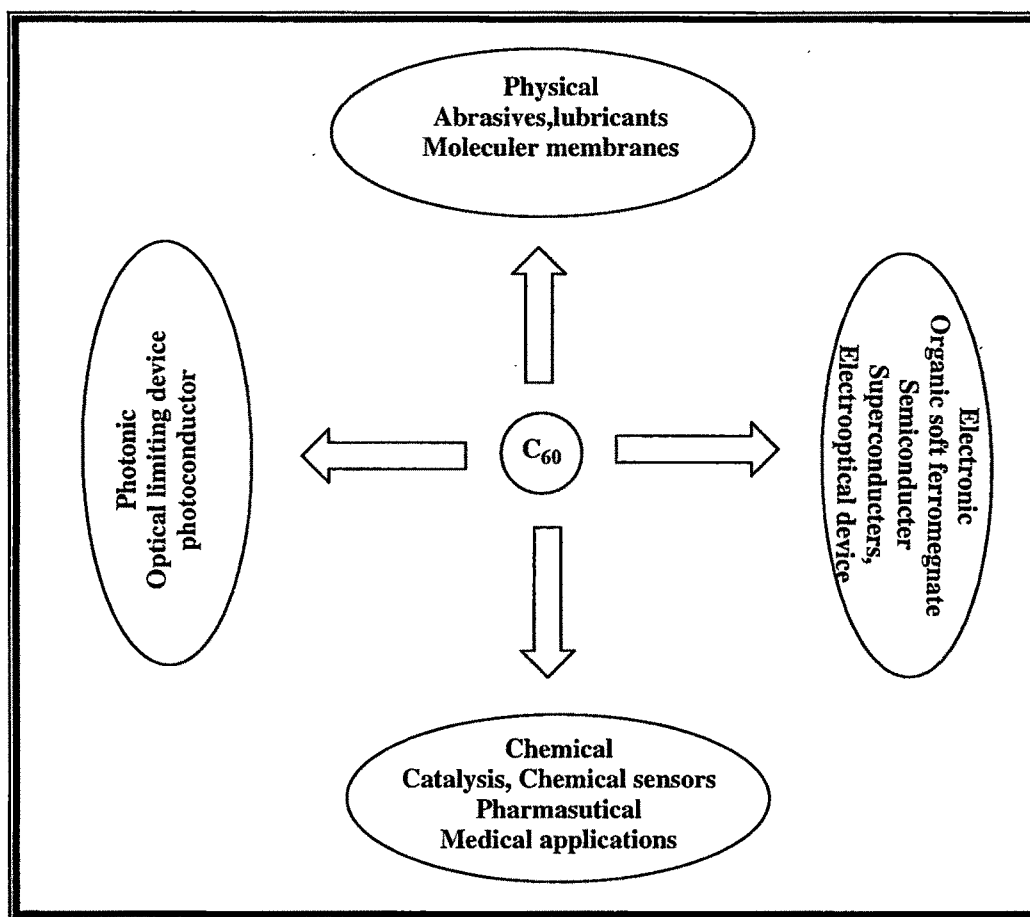 Physical
Abrasives,lubricants
Moleculer membranes
Photonic
Optical limiting device
photoconductor
C₆₀
Electronic
Organic soft ferromegnate
Semiconducter
Superconducters,
Electrooptical device
Chemical
Catalysis, Chemical sensors
Pharmasutical
Medical applications